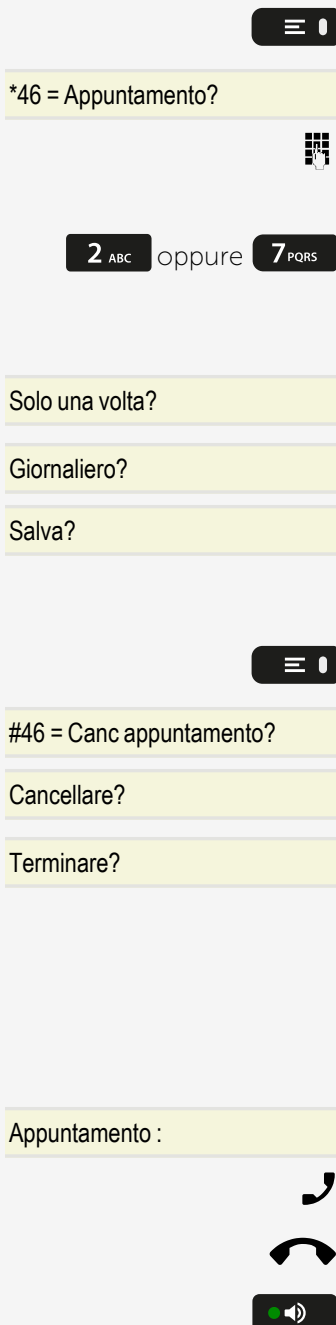 *46 = Appuntamento?
2 ABC oppure 7 PQRS
Solo una volta?
Giornaliero?
Salva?
#46 = Canc appuntamento?
Cancellare?
Terminare?
Appuntamento :